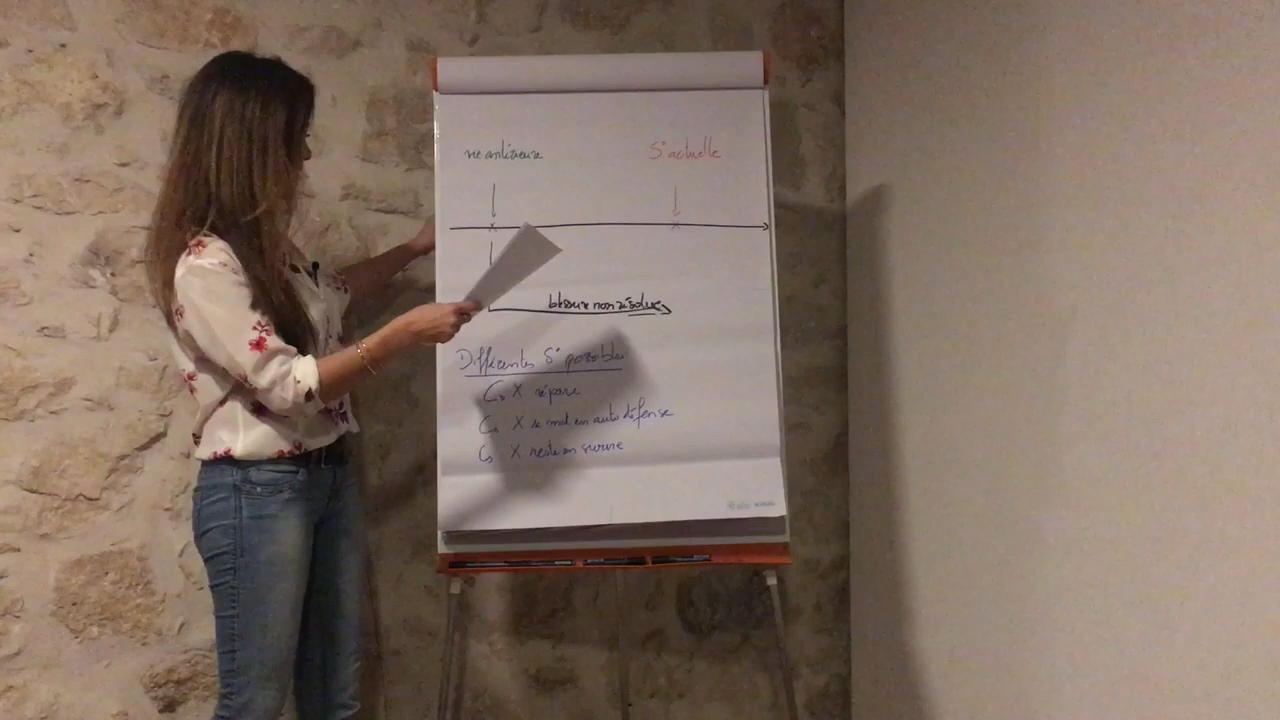 vie antérieure
S° actuelle
blessure non résolue
Différentes S° possibles
X répare
X se met en auto défense
X reste en survie